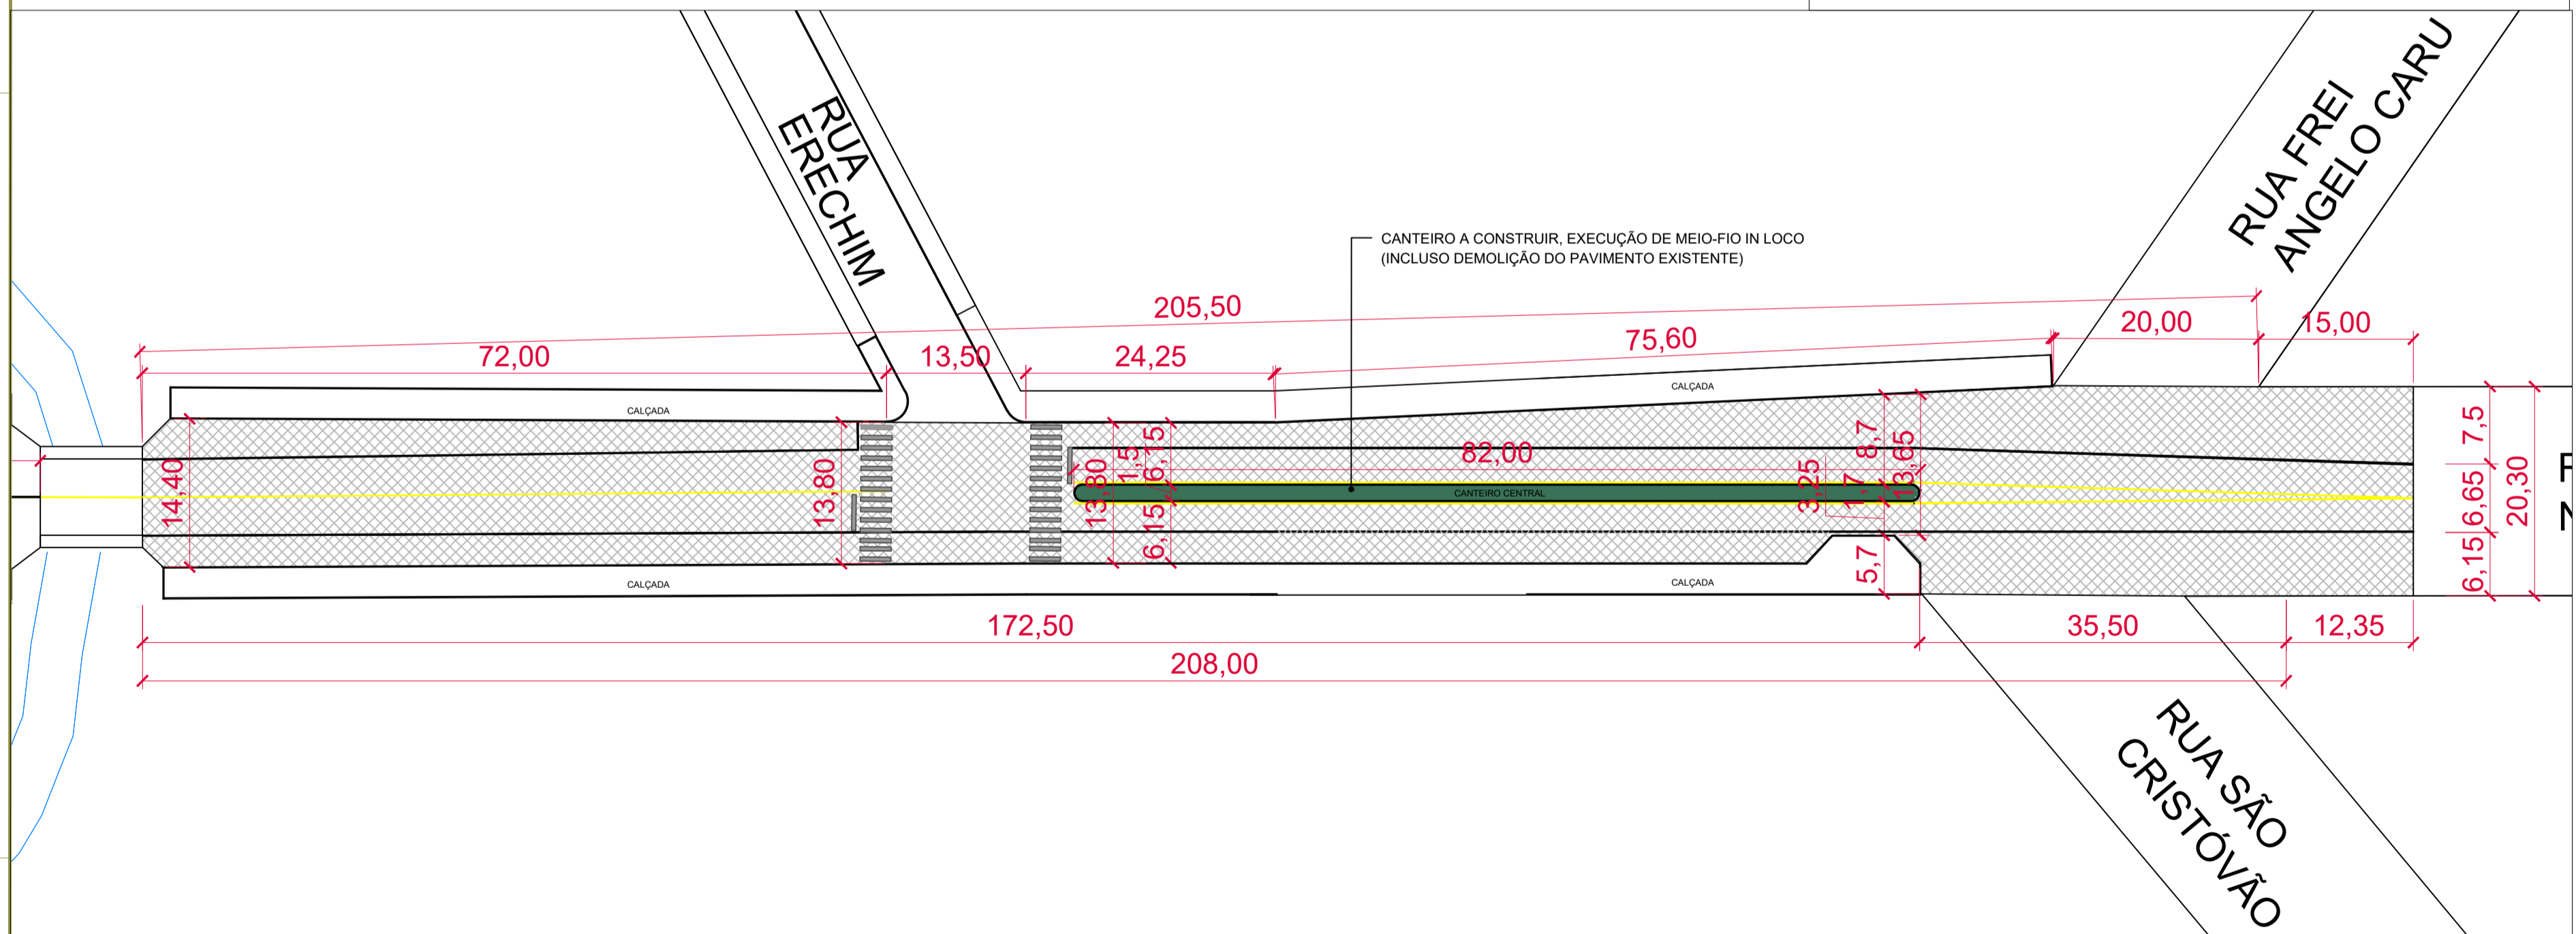 RUA
ERECHIM
RUA FREI
ANGELO CARU
CANTEIRO A CONSTRUIR, EXECUÇÃO DE MEIO-FIO IN LOCO
(INCLUSO DEMOLIÇÃO DO PAVIMENTO EXISTENTE)
205,50
72,00
13,50
24,25
75,60
20,00
15,00
CALÇADA
CALÇADA
14,40
13,80
13,80
1,5
6,15
6,15
82,00
CANTEIRO CENTRAL
3,25
1,7
8,7
13,65
5,7
7,5
6,65
6,15
20,30
CALÇADA
CALÇADA
172,50
35,50
12,35
208,00
RUA SÃO
CRISTÓVÃO